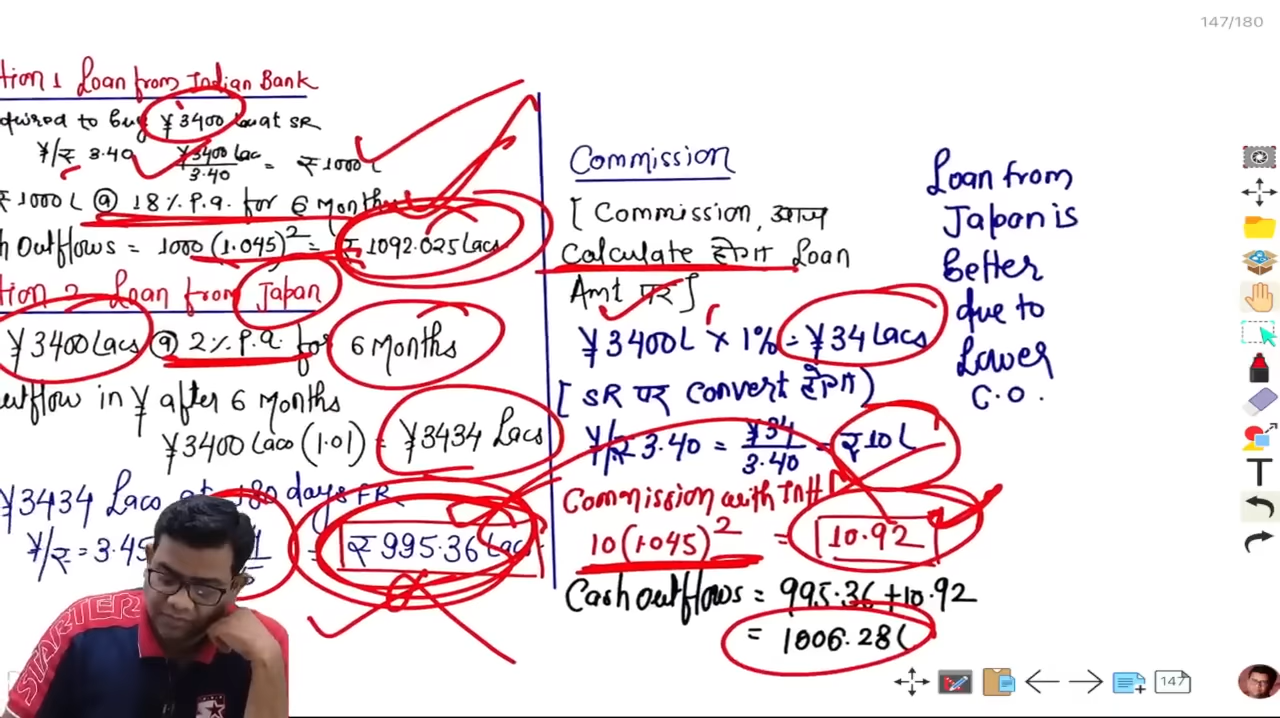 147/180
tion 1 Loan from Indian Bank
quired to buy ¥3400 Lac at SR
¥/₹ 3.40 ¥3400 Lac / 3.40 = ₹ 1000 L
₹ 1000 L @ 18% P.a. for 6 Months
h Outflows = 1000 (1.045)² = ₹ 1092.025 Lacs
tion 2 Loan from Japan
¥3400 Lacs @ 2% P.a. for 6 Months
outflow in ¥ after 6 Months
¥3400 Lacs (1.01) = ¥3434 Lacs
¥3434 Lacs at 180 days FR
¥/₹ = 3.45 = ₹ 995.36 Lacs
Commission
[ Commission,
Calculate होगा Loan
Amt पर ]
¥3400L × 1% = ¥34 Lacs
[ SR पर Convert होगा )
¥/₹ 3.40 = ¥34 / 3.40 = ₹ 10 L
Commission with Int
10 (1.045)² = 10.92
Cash outflows = 995.36 + 10.92
= 1006.28 L
Loan from
Japan is
better
due to
Lower
C.O.
STARTER
T
147